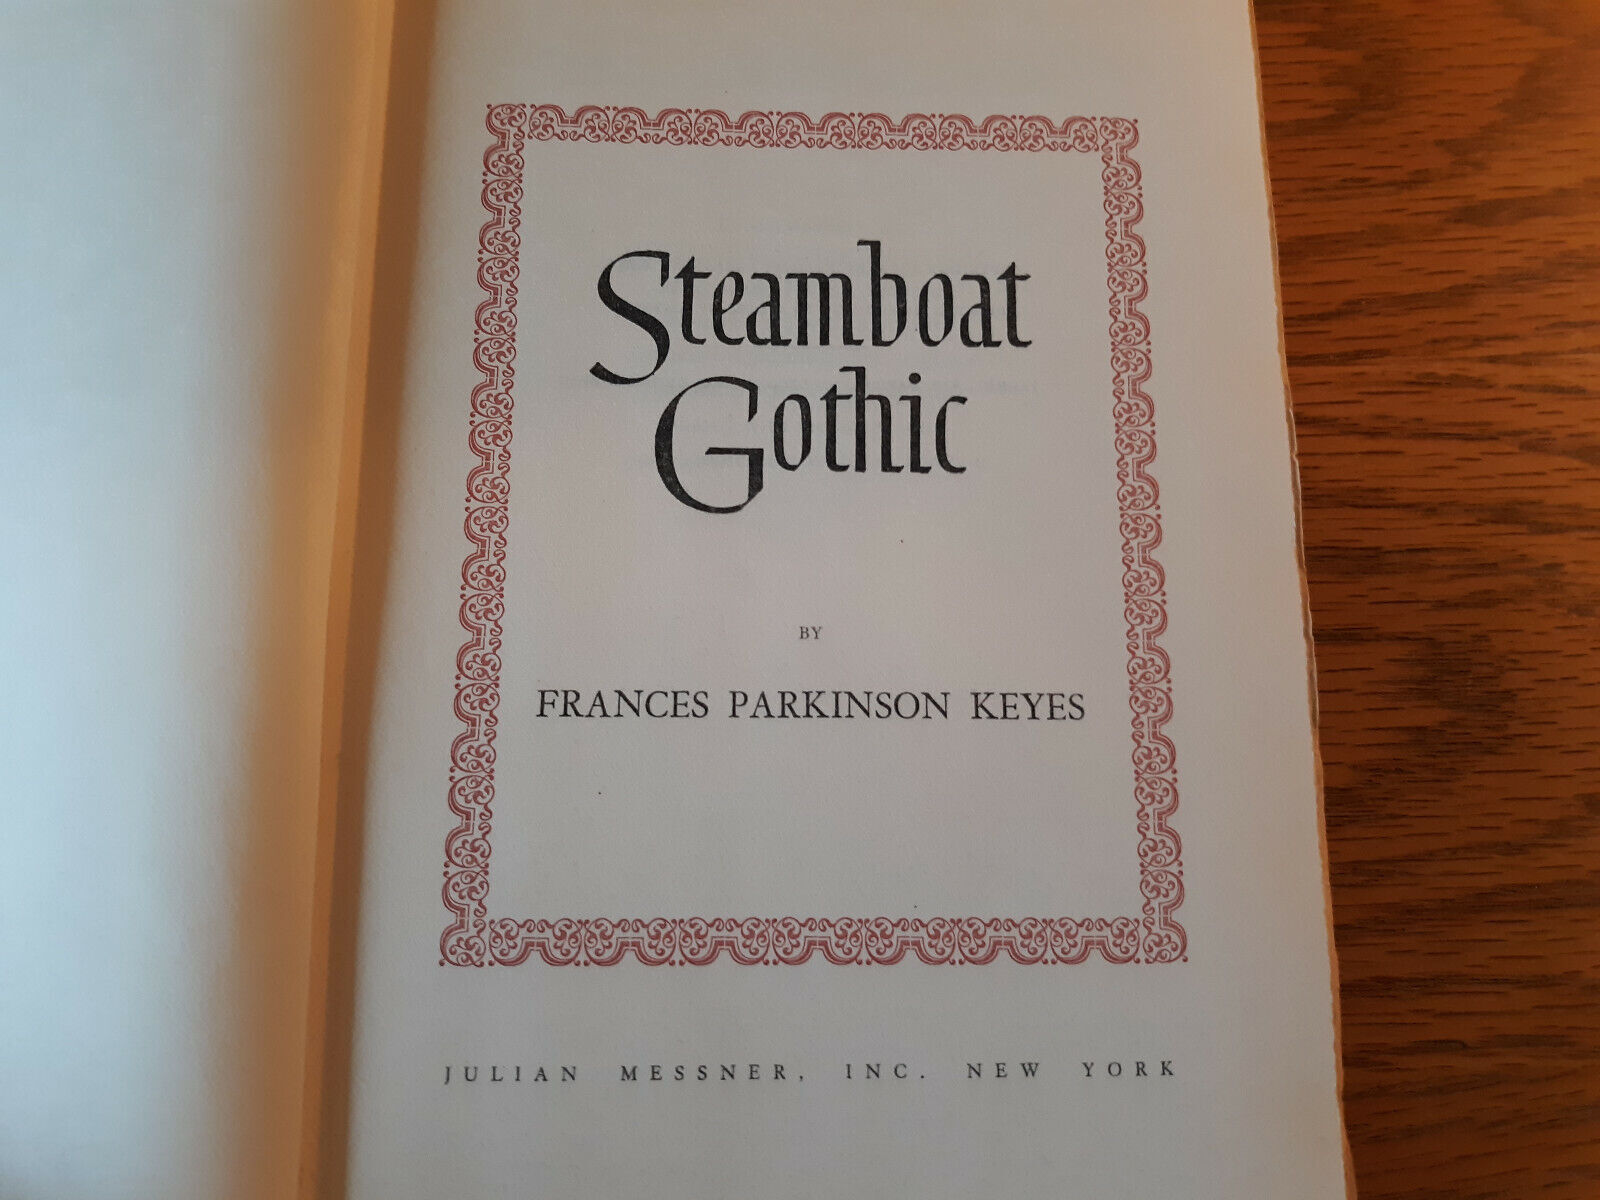 Steamboat
Gothic
BY
FRANCES PARKINSON KEYES
JULIAN MESSNER, INC. NEW YORK